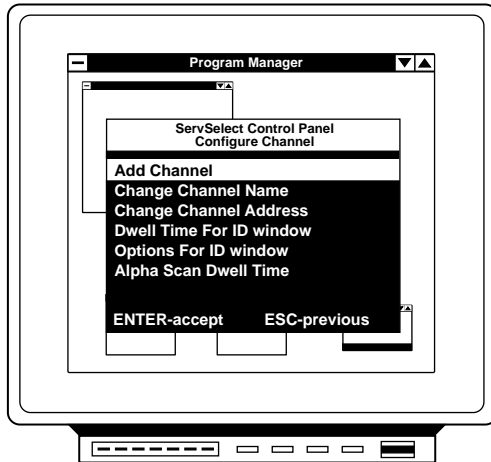 Program Manager
ServSelect Control Panel
Configure Channel
Add Channel
Change Channel Name
Change Channel Address
Dwell Time For ID window
Options For ID window
Alpha Scan Dwell Time
ENTER-accept ESC-previous